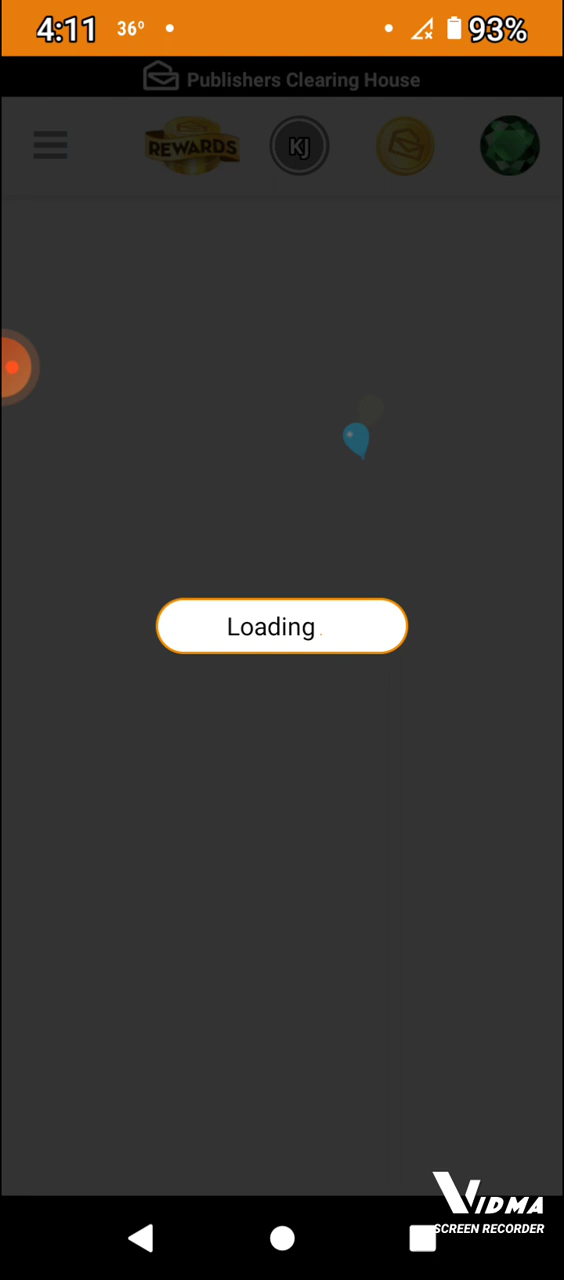 4:11 36° 93%
Publishers Clearing House
REWARDS KJ
Loading .
VIDMA
SCREEN RECORDER